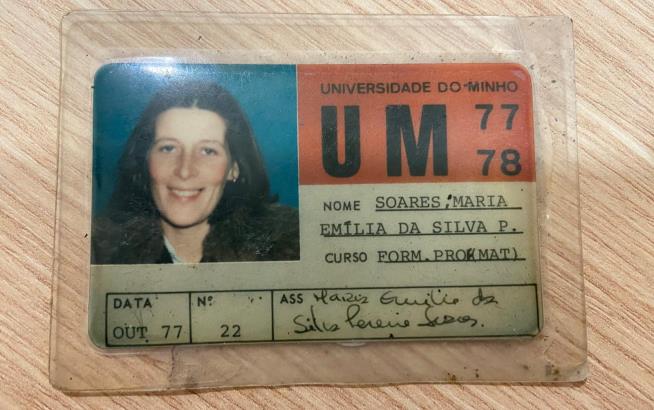 UNIVERSIDADE DO MINHO
UM 77
78
NOME SOARES, MARIA
EMÍLIA DA SILVA P.
CURSO FORM.PROF(MAT)
DATA Nº ASS Maria Emília da
OUT 77 22 Silva Pereira Soares.